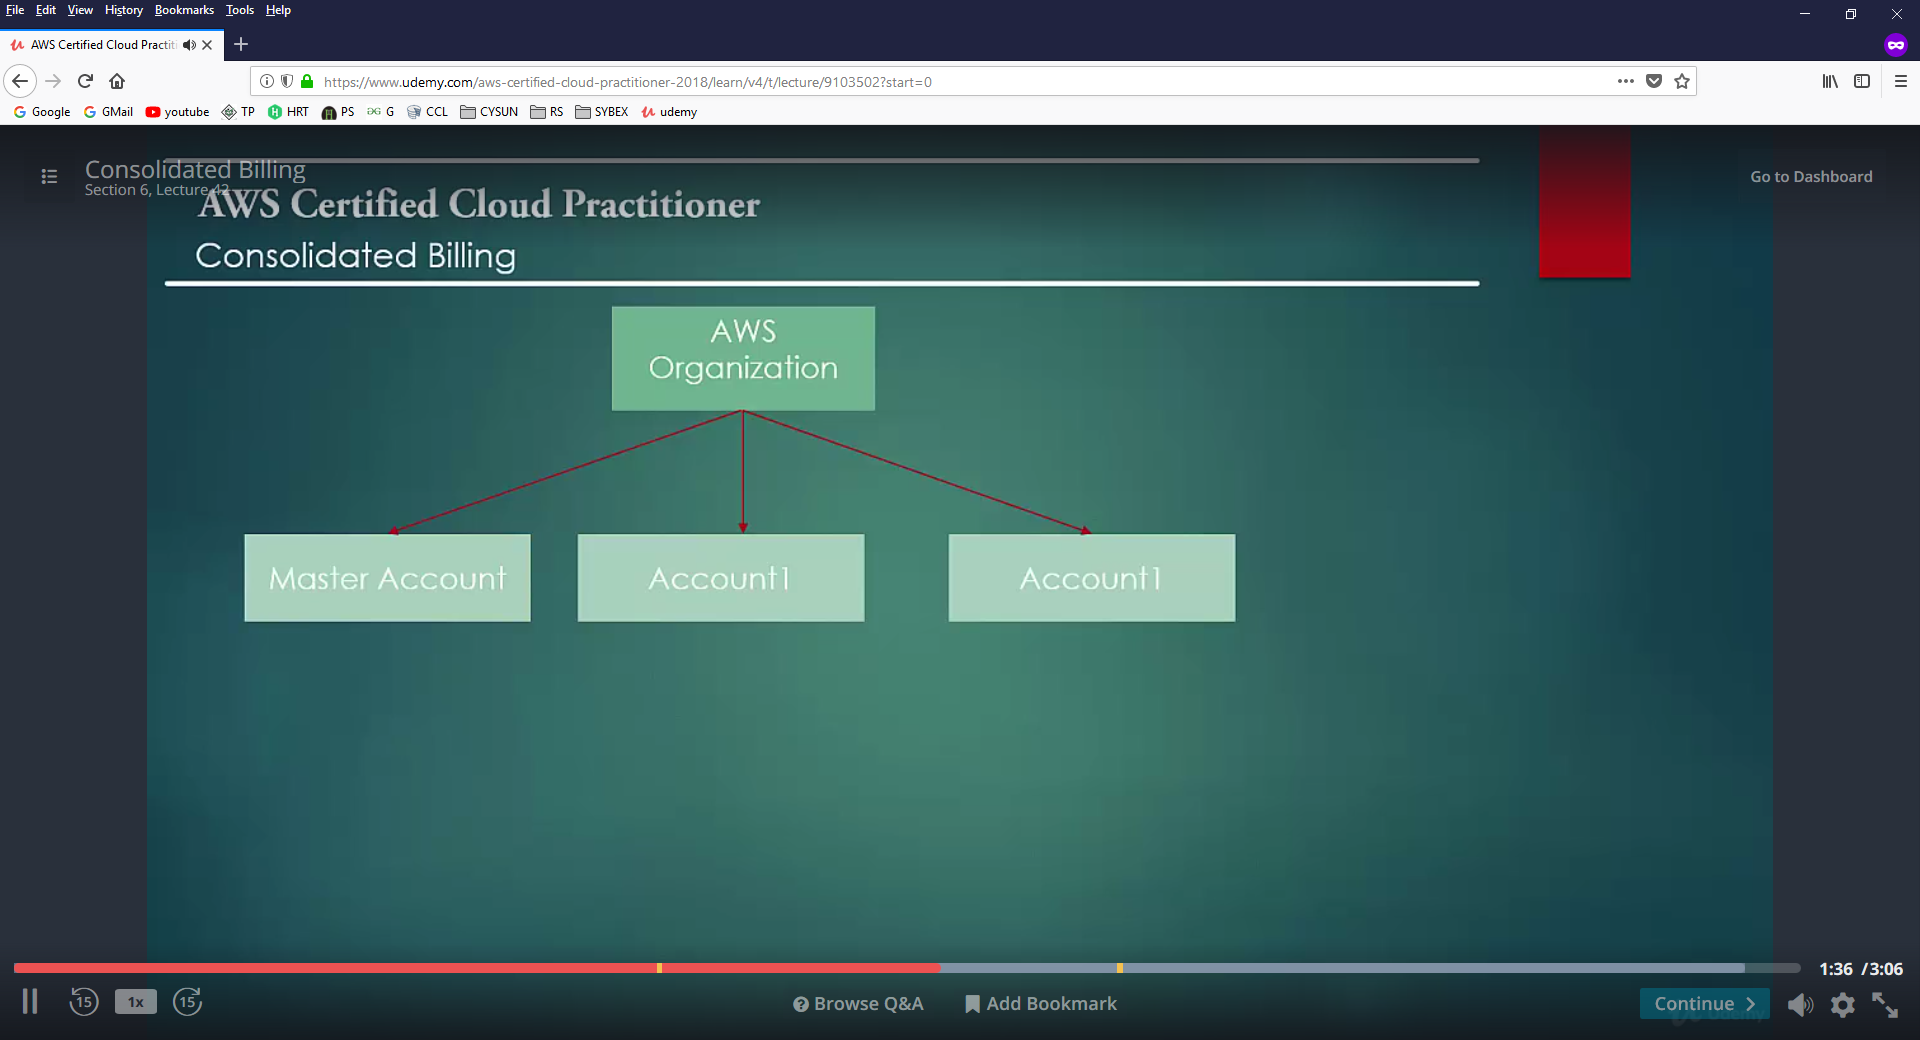 File Edit View History Bookmarks Tools Help
AWS Certified Cloud Practiti
https://www.udemy.com/aws-certified-cloud-practitioner-2018/learn/v4/t/lecture/9103502?start=0
Google GMail youtube TP HRT PS G CCL CYSUN RS SYBEX udemy
Consolidated Billing
Section 6, Lecture 42
Go to Dashboard
AWS Certified Cloud Practitioner
Consolidated Billing
AWS
Organization
Master Account Account1 Account1
1:36 / 3:06
15 1x 15 Browse Q&A Add Bookmark Continue